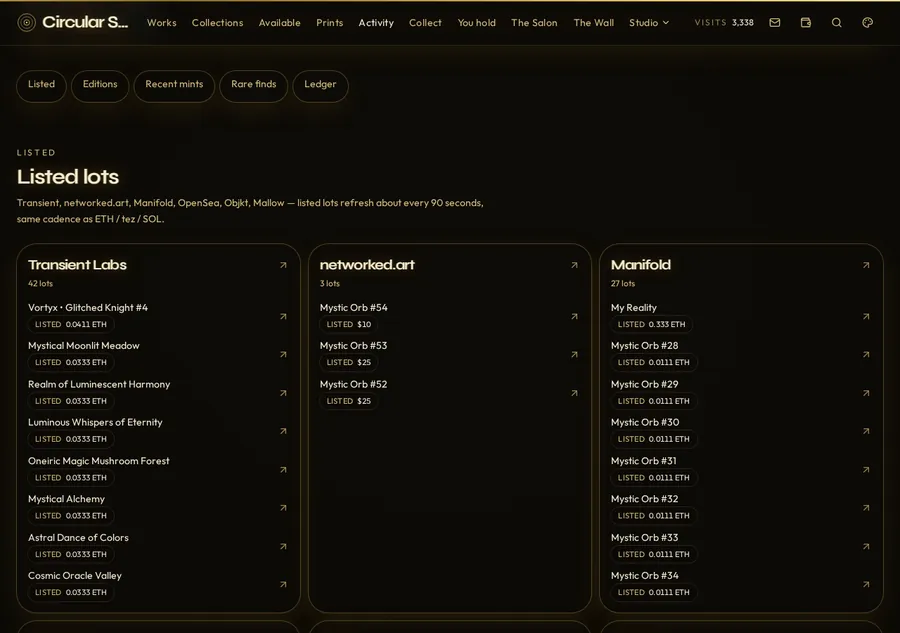 Circular S... Works Collections Available Prints Activity Collect You hold The Salon The Wall Studio VISITS 3,338
Listed Editions Recent mints Rare finds Ledger
LISTED
Listed lots
Transient, networked.art, Manifold, OpenSea, Objkt, Mallow — listed lots refresh about every 90 seconds,
same cadence as ETH / tez / SOL.
Transient Labs
42 lots
Vortyx • Glitched Knight #4
LISTED 0.0411 ETH
Mystical Moonlit Meadow
LISTED 0.0333 ETH
Realm of Luminescent Harmony
LISTED 0.0333 ETH
Luminous Whispers of Eternity
LISTED 0.0333 ETH
Oneiric Magic Mushroom Forest
LISTED 0.0333 ETH
Mystical Alchemy
LISTED 0.0333 ETH
Astral Dance of Colors
LISTED 0.0333 ETH
Cosmic Oracle Valley
LISTED 0.0333 ETH
networked.art
3 lots
Mystic Orb #54
LISTED $10
Mystic Orb #53
LISTED $25
Mystic Orb #52
LISTED $25
Manifold
27 lots
My Reality
LISTED 0.333 ETH
Mystic Orb #28
LISTED 0.0111 ETH
Mystic Orb #29
LISTED 0.0111 ETH
Mystic Orb #30
LISTED 0.0111 ETH
Mystic Orb #31
LISTED 0.0111 ETH
Mystic Orb #32
LISTED 0.0111 ETH
Mystic Orb #33
LISTED 0.0111 ETH
Mystic Orb #34
LISTED 0.0111 ETH